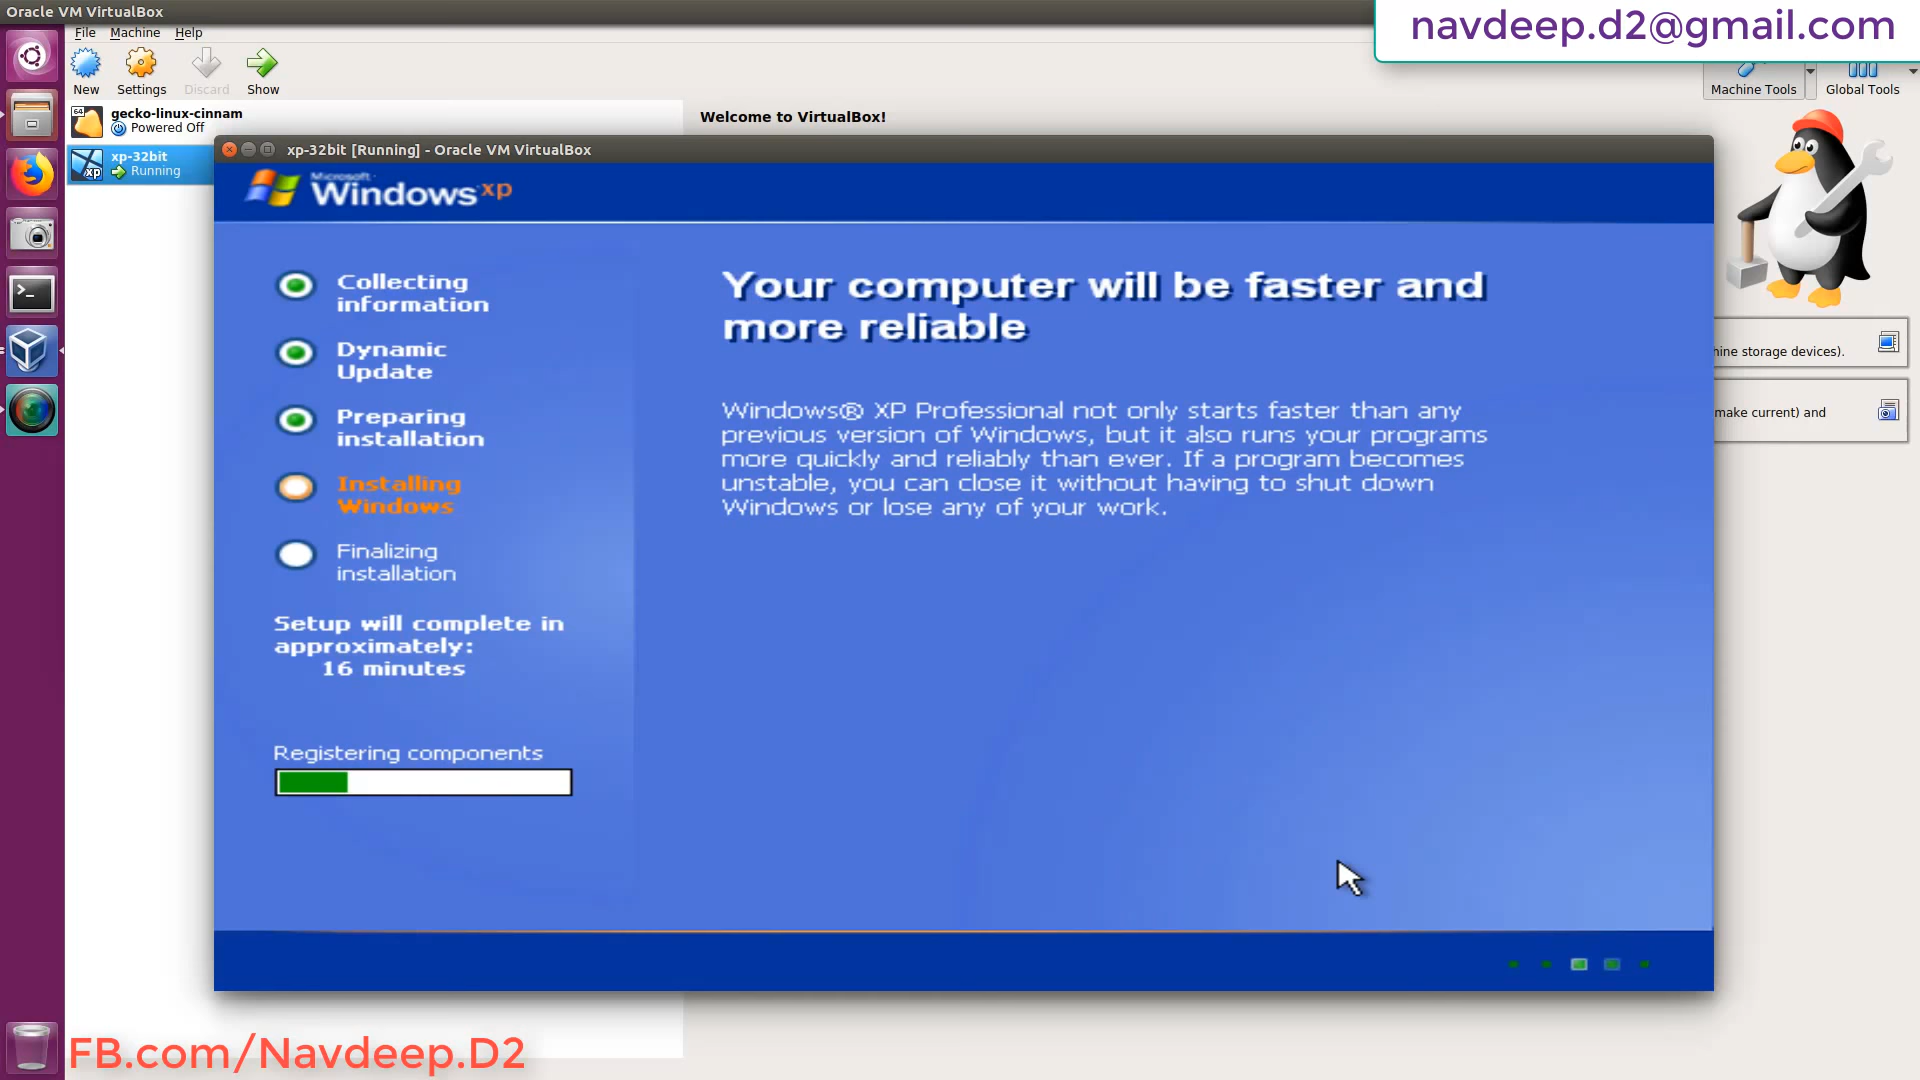 Oracle VM VirtualBox
navdeep.d2@gmail.com
File Machine Help
New Settings Discard Show
Machine Tools Global Tools
64
gecko-linux-cinnam
Powered Off
Welcome to VirtualBox!
xp-32bit
Running
xp
xp-32bit [Running] - Oracle VM VirtualBox
Microsoft
Windows xp
Collecting
information
Dynamic
Update
Preparing
installation
Installing
Windows
Finalizing
installation
Setup will complete in
approximately:
16 minutes
Registering components
Your computer will be faster and
more reliable
Windows® XP Professional not only starts faster than any
previous version of Windows, but it also runs your programs
more quickly and reliably than ever. If a program becomes
unstable, you can close it without having to shut down
Windows or lose any of your work.
hine storage devices).
make current) and
FB.com/Navdeep.D2